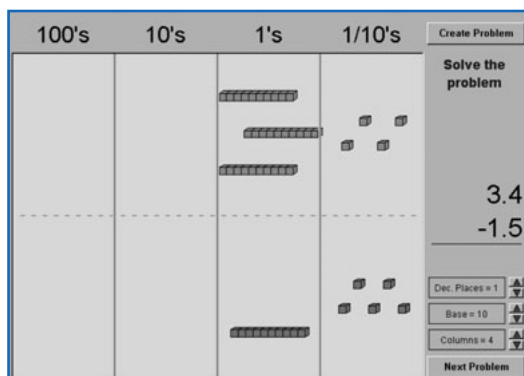 100's 10's 1's 1/10's
Create Problem
Solve the
problem
3.4
-1.5
Dec. Places = 1
Base = 10
Columns = 4
Next Problem